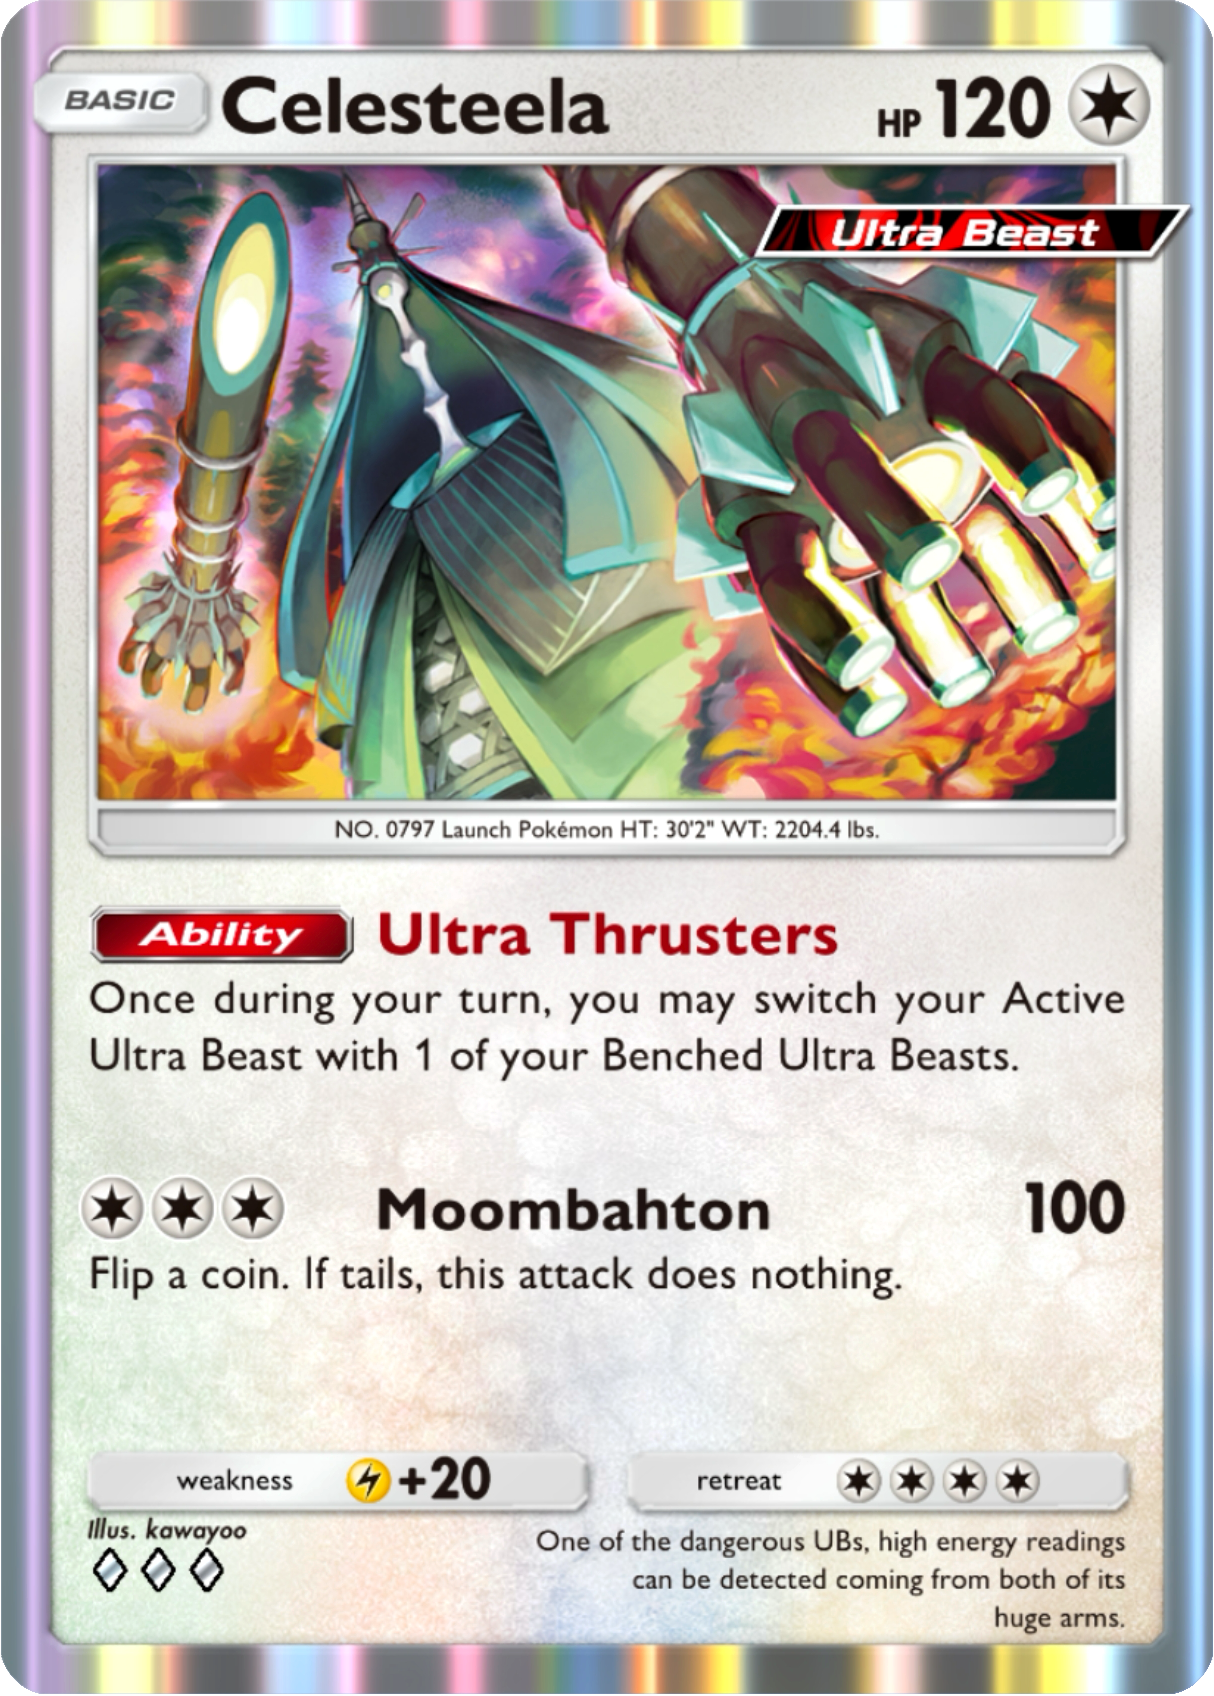 BASIC Celesteela HP 120
Ultra Beast
NO. 0797 Launch Pokémon HT: 30'2" WT: 2204.4 lbs.
Ability Ultra Thrusters
Once during your turn, you may switch your Active
Ultra Beast with 1 of your Benched Ultra Beasts.
Moombahton 100
Flip a coin. If tails, this attack does nothing.
weakness +20 retreat
Illus. kawayoo
One of the dangerous UBs, high energy readings
can be detected coming from both of its
huge arms.